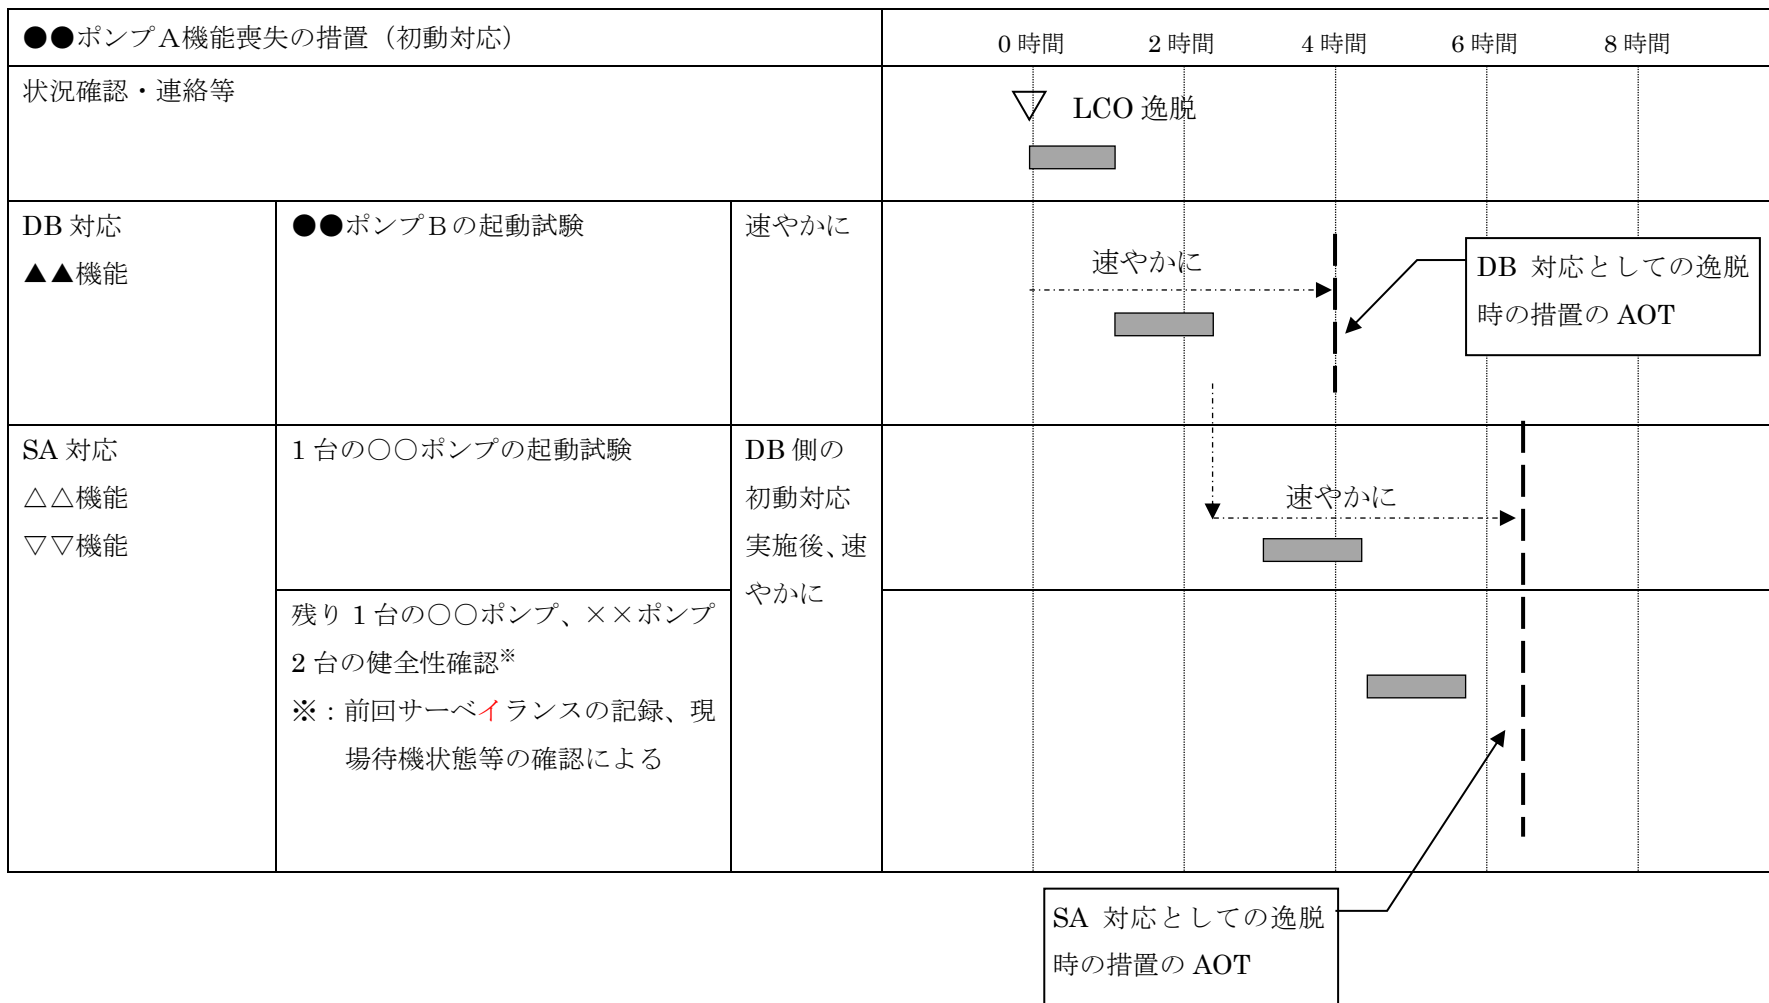 ●●ポンプA機能喪失の措置（初動対応）
0時間 2時間 4時間 6時間 8時間
状況確認・連絡等
LCO 逸脱
DB 対応
▲▲機能
●●ポンプBの起動試験
速やかに
速やかに
DB 対応としての逸脱
時の措置の AOT
SA 対応
△△機能
▽▽機能
1台の○○ポンプの起動試験
DB 側の
初動対応
実施後、速
やかに
速やかに
残り1台の○○ポンプ、××ポンプ
2台の健全性確認※
※：前回サーベイランスの記録、現
場待機状態等の確認による
SA 対応としての逸脱
時の措置の AOT